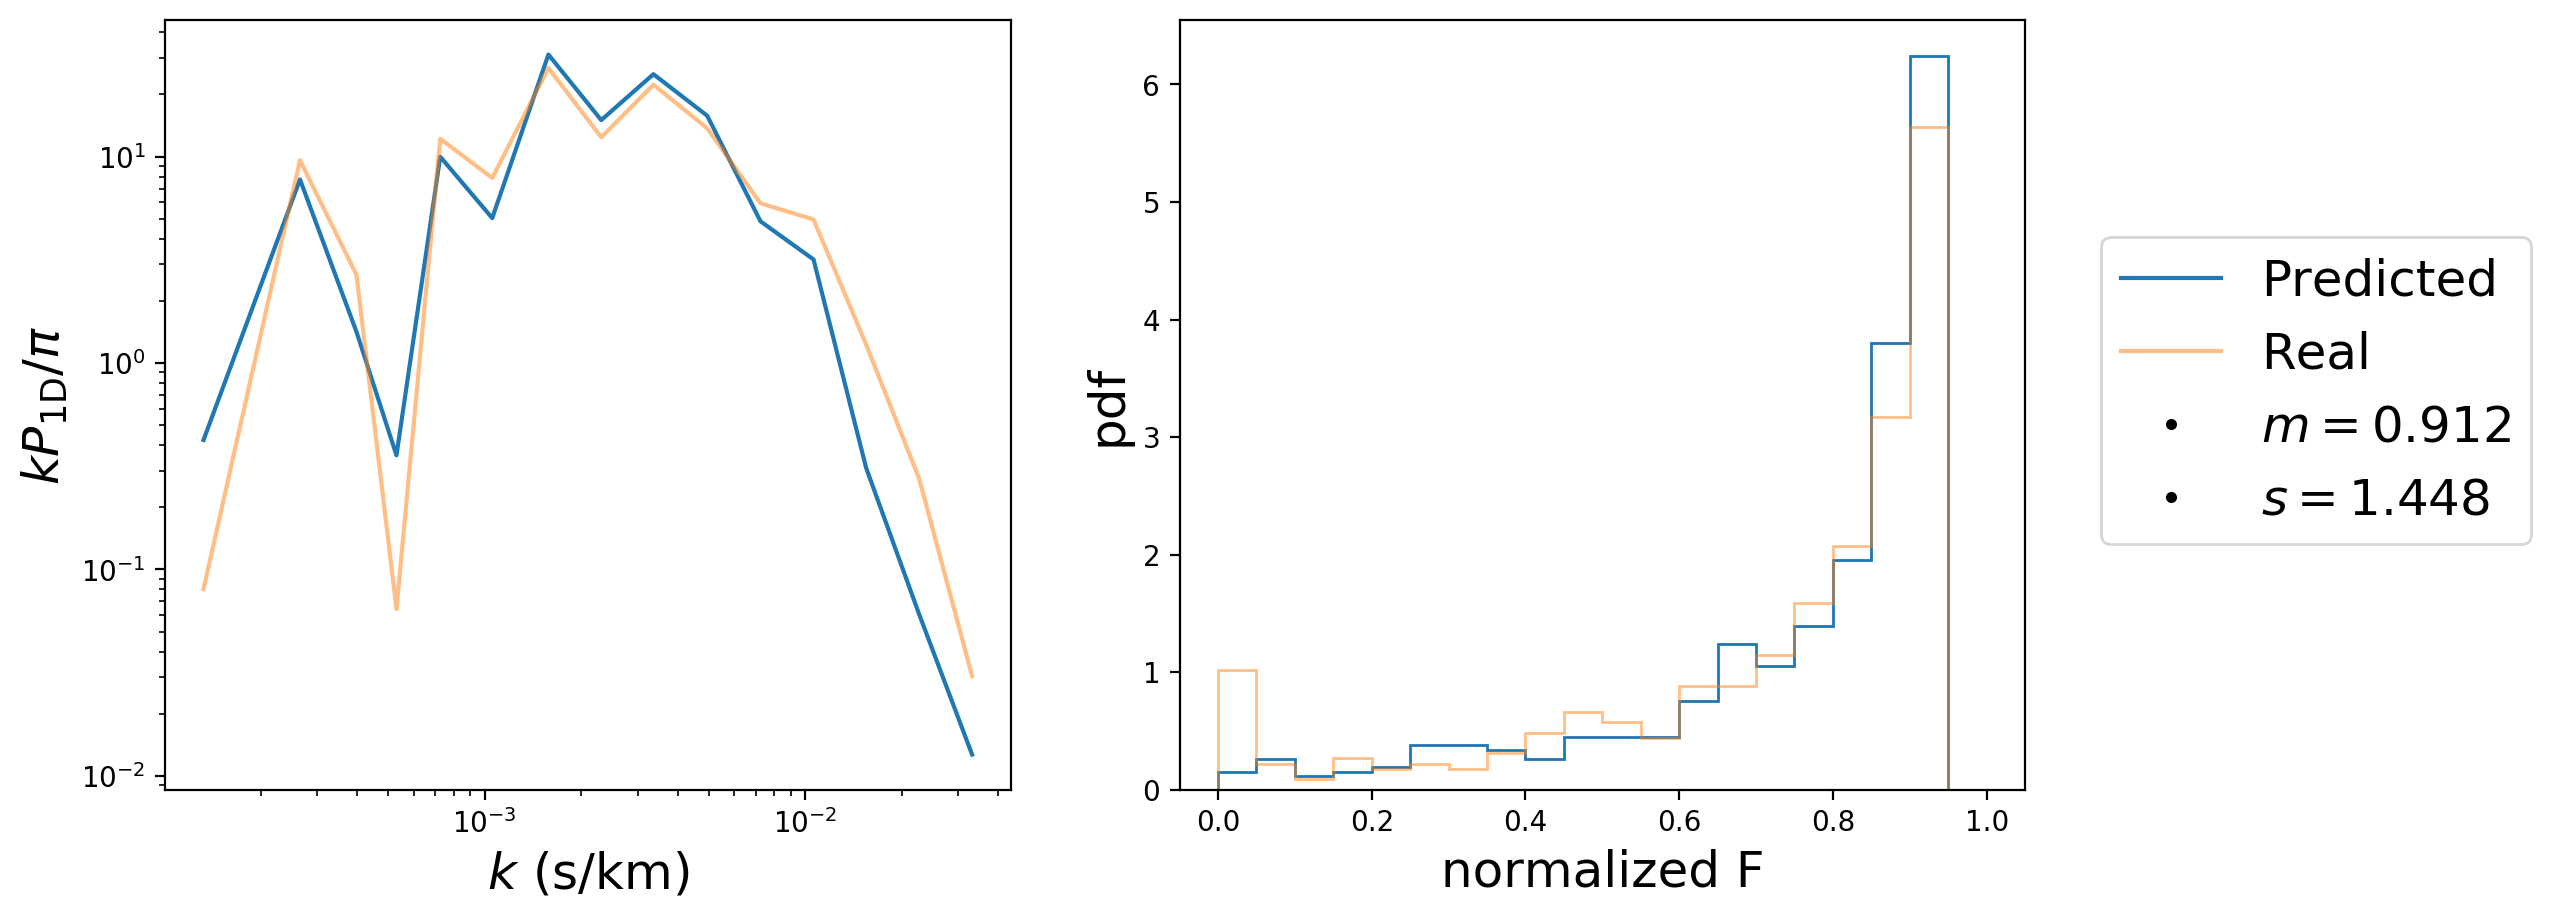 10¹
10⁰
10⁻¹
10⁻²
kP₁D/π
10⁻³ 10⁻²
k (s/km)
6
5
4
3
2
1
0
pdf
0.0 0.2 0.4 0.6 0.8 1.0
normalized F
Predicted
Real
m = 0.912
s = 1.448